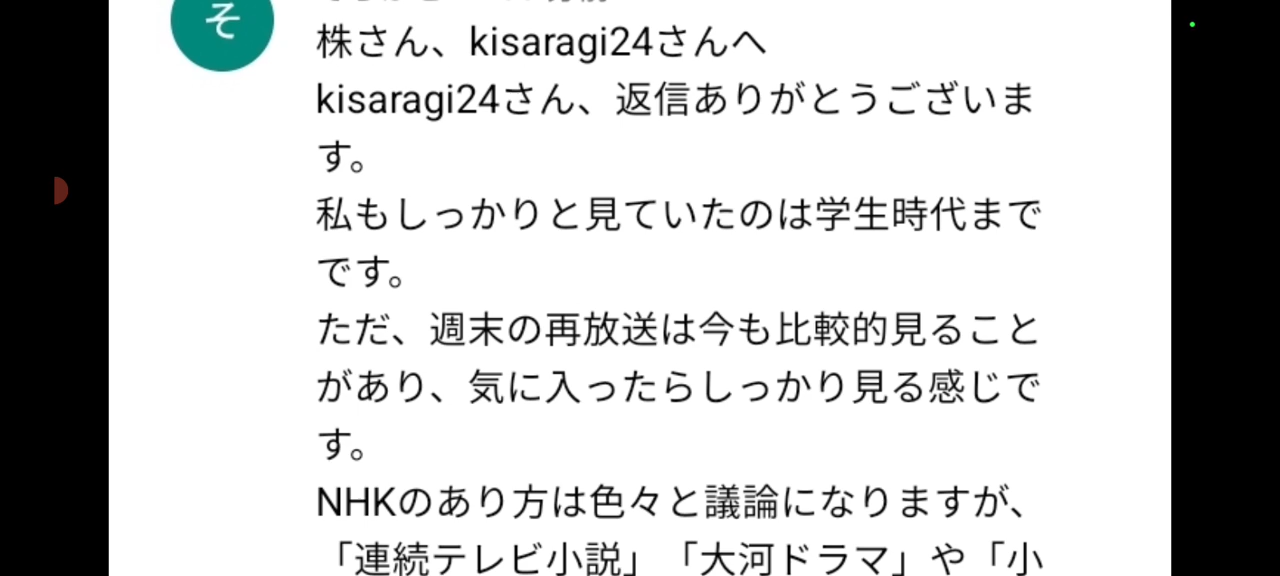 そ
株さん、kisaragi24さんへ
kisaragi24さん、返信ありがとうございま
す。
私もしっかりと見ていたのは学生時代まで
です。
ただ、週末の再放送は今も比較的見ること
があり、気に入ったらしっかり見る感じで
す。
NHKのあり方は色々と議論になりますが、
「連続テレビ小説」「大河ドラマ」や「小